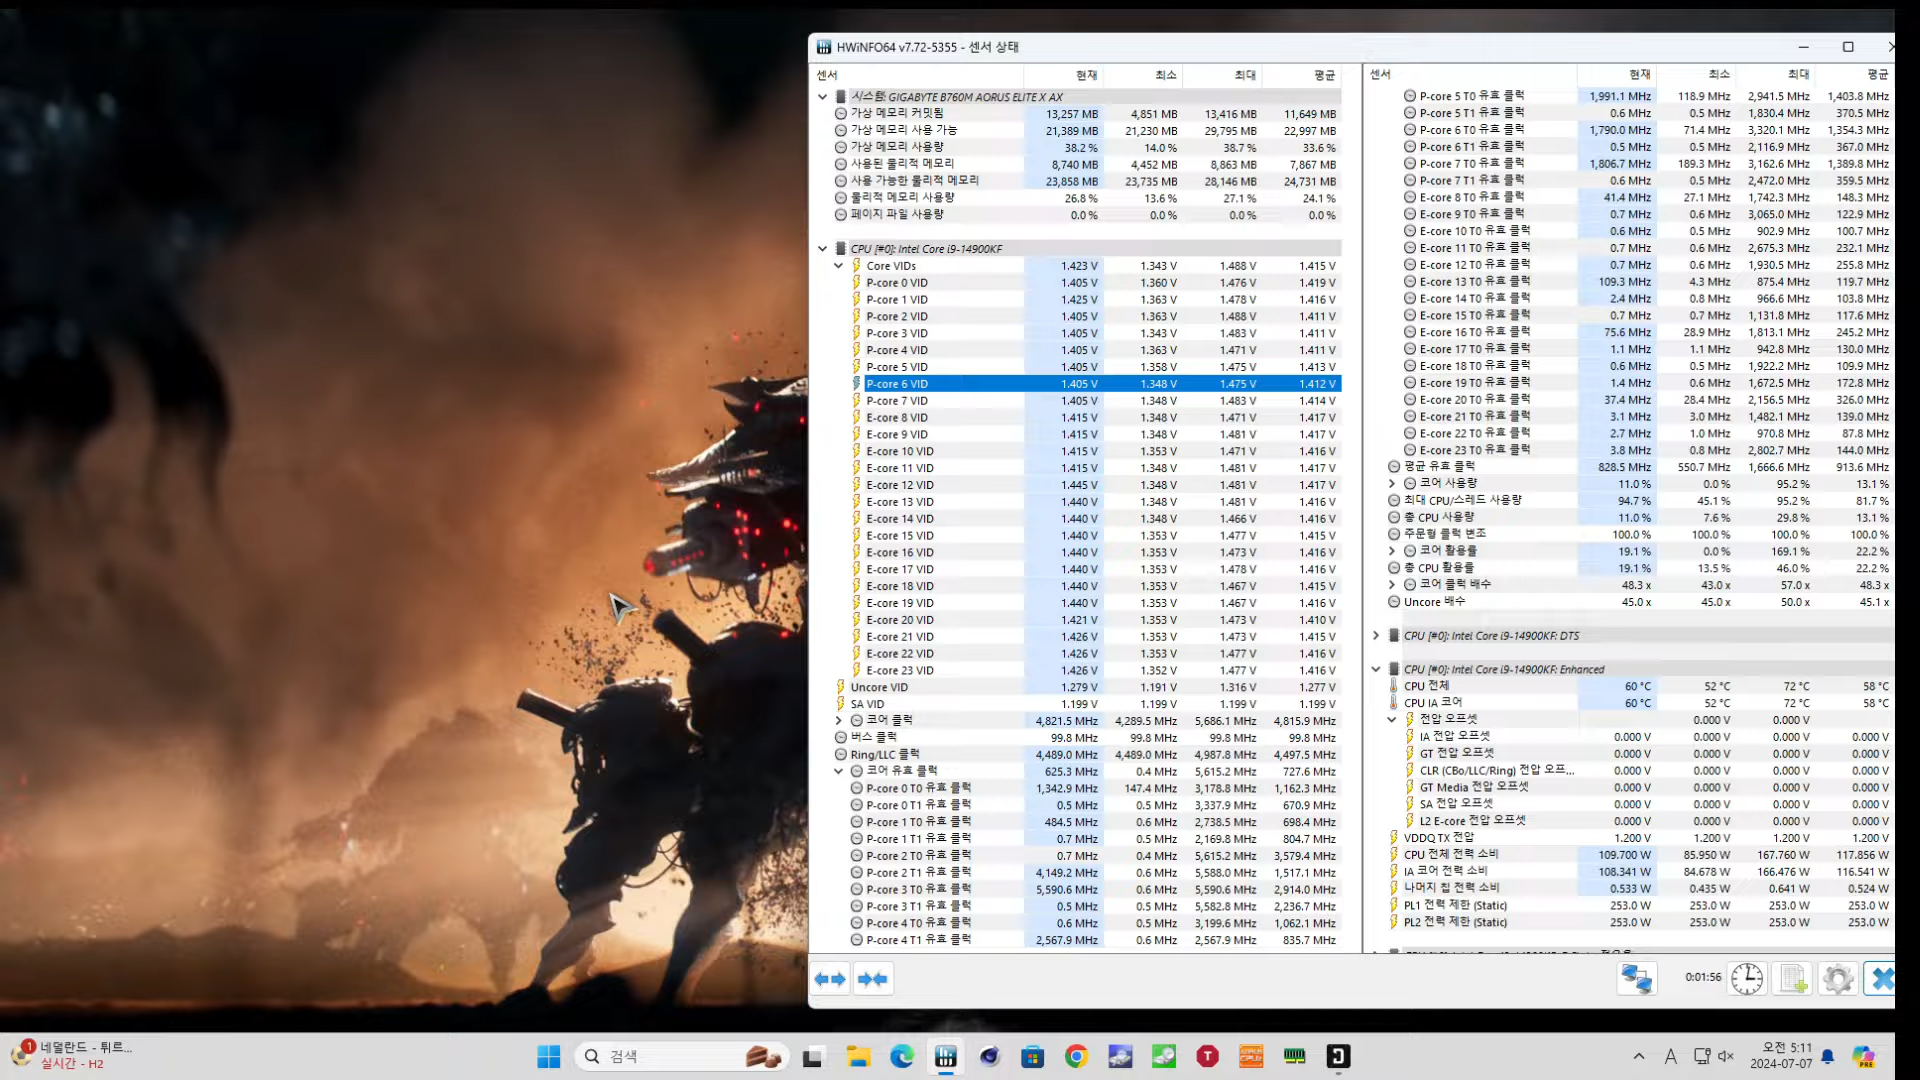 HWiNFO64 v7.72-5355 - 센서 상태
센서 현재 최소 최대 평균
시스템: GIGABYTE B760M AORUS ELITE X AX
가상 메모리 커밋됨 13,257 MB 4,851 MB 13,416 MB 11,649 MB
가상 메모리 사용 가능 21,389 MB 21,230 MB 29,795 MB 22,997 MB
가상 메모리 사용량 38.2 % 14.0 % 38.7 % 33.6 %
사용된 물리적 메모리 8,740 MB 4,452 MB 8,863 MB 7,867 MB
사용 가능한 물리적 메모리 23,858 MB 23,735 MB 28,146 MB 24,731 MB
물리적 메모리 사용량 26.8 % 13.6 % 27.1 % 24.1 %
페이지 파일 사용량 0.0 % 0.0 % 0.0 % 0.0 %
CPU [#0]: Intel Core i9-14900KF
Core VIDs 1.423 V 1.343 V 1.488 V 1.415 V
P-core 0 VID 1.405 V 1.360 V 1.476 V 1.419 V
P-core 1 VID 1.425 V 1.363 V 1.478 V 1.416 V
P-core 2 VID 1.405 V 1.363 V 1.488 V 1.411 V
P-core 3 VID 1.405 V 1.343 V 1.483 V 1.411 V
P-core 4 VID 1.405 V 1.363 V 1.471 V 1.411 V
P-core 5 VID 1.405 V 1.358 V 1.475 V 1.413 V
P-core 6 VID 1.405 V 1.348 V 1.475 V 1.412 V
P-core 7 VID 1.405 V 1.348 V 1.483 V 1.414 V
E-core 8 VID 1.415 V 1.348 V 1.471 V 1.417 V
E-core 9 VID 1.415 V 1.348 V 1.481 V 1.417 V
E-core 10 VID 1.415 V 1.353 V 1.471 V 1.417 V
E-core 11 VID 1.415 V 1.348 V 1.481 V 1.417 V
E-core 12 VID 1.445 V 1.348 V 1.481 V 1.417 V
E-core 13 VID 1.440 V 1.348 V 1.481 V 1.416 V
E-core 14 VID 1.440 V 1.348 V 1.466 V 1.416 V
E-core 15 VID 1.440 V 1.353 V 1.477 V 1.415 V
E-core 16 VID 1.440 V 1.353 V 1.473 V 1.416 V
E-core 17 VID 1.440 V 1.353 V 1.478 V 1.416 V
E-core 18 VID 1.440 V 1.353 V 1.467 V 1.415 V
E-core 19 VID 1.440 V 1.353 V 1.467 V 1.416 V
E-core 20 VID 1.421 V 1.353 V 1.473 V 1.410 V
E-core 21 VID 1.426 V 1.353 V 1.473 V 1.415 V
E-core 22 VID 1.426 V 1.353 V 1.477 V 1.416 V
E-core 23 VID 1.426 V 1.352 V 1.477 V 1.416 V
Uncore VID 1.279 V 1.191 V 1.316 V 1.277 V
SA VID 1.199 V 1.199 V 1.199 V 1.199 V
코어 클럭 4,821.5 MHz 4,289.5 MHz 5,686.1 MHz 4,815.9 MHz
버스 클럭 99.8 MHz 99.8 MHz 99.8 MHz 99.8 MHz
Ring/LLC 클럭 4,489.0 MHz 4,489.0 MHz 4,987.8 MHz 4,497.5 MHz
코어 유효 클럭 625.3 MHz 0.4 MHz 5,615.2 MHz 727.6 MHz
P-core 0 T0 유효 클럭 1,342.9 MHz 147.4 MHz 3,178.8 MHz 1,162.3 MHz
P-core 0 T1 유효 클럭 0.5 MHz 0.5 MHz 3,337.9 MHz 670.9 MHz
P-core 1 T0 유효 클럭 484.5 MHz 0.6 MHz 2,738.5 MHz 698.4 MHz
P-core 1 T1 유효 클럭 0.7 MHz 0.5 MHz 2,169.8 MHz 804.7 MHz
P-core 2 T0 유효 클럭 0.7 MHz 0.4 MHz 5,615.2 MHz 3,579.4 MHz
P-core 2 T1 유효 클럭 4,149.2 MHz 0.6 MHz 5,588.0 MHz 1,517.1 MHz
P-core 3 T0 유효 클럭 5,590.6 MHz 0.6 MHz 5,590.6 MHz 2,914.0 MHz
P-core 3 T1 유효 클럭 0.5 MHz 0.5 MHz 5,582.8 MHz 2,236.7 MHz
P-core 4 T0 유효 클럭 0.6 MHz 0.5 MHz 3,199.6 MHz 1,062.1 MHz
P-core 4 T1 유효 클럭 2,567.9 MHz 0.6 MHz 2,567.9 MHz 835.7 MHz
센서 현재 최소 최대 평균
P-core 5 T0 유효 클럭 1,991.1 MHz 118.9 MHz 2,941.5 MHz 1,403.8 MHz
P-core 5 T1 유효 클럭 0.6 MHz 0.5 MHz 1,830.4 MHz 370.5 MHz
P-core 6 T0 유효 클럭 1,790.0 MHz 71.4 MHz 3,320.1 MHz 1,354.3 MHz
P-core 6 T1 유효 클럭 0.5 MHz 0.5 MHz 2,116.9 MHz 367.0 MHz
P-core 7 T0 유효 클럭 1,806.7 MHz 189.3 MHz 3,162.6 MHz 1,389.8 MHz
P-core 7 T1 유효 클럭 0.6 MHz 0.5 MHz 2,472.0 MHz 359.5 MHz
E-core 8 T0 유효 클럭 41.4 MHz 27.1 MHz 1,742.3 MHz 148.3 MHz
E-core 9 T0 유효 클럭 0.7 MHz 0.6 MHz 3,065.0 MHz 122.9 MHz
E-core 10 T0 유효 클럭 0.6 MHz 0.5 MHz 902.9 MHz 100.7 MHz
E-core 11 T0 유효 클럭 0.7 MHz 0.6 MHz 2,675.3 MHz 232.1 MHz
E-core 12 T0 유효 클럭 0.7 MHz 0.6 MHz 1,930.5 MHz 255.8 MHz
E-core 13 T0 유효 클럭 109.3 MHz 4.3 MHz 875.4 MHz 119.7 MHz
E-core 14 T0 유효 클럭 2.4 MHz 0.8 MHz 966.6 MHz 103.8 MHz
E-core 15 T0 유효 클럭 0.7 MHz 0.7 MHz 1,131.8 MHz 117.6 MHz
E-core 16 T0 유효 클럭 75.6 MHz 28.9 MHz 1,813.1 MHz 245.2 MHz
E-core 17 T0 유효 클럭 1.1 MHz 1.1 MHz 942.8 MHz 130.0 MHz
E-core 18 T0 유효 클럭 0.6 MHz 0.5 MHz 1,922.2 MHz 109.9 MHz
E-core 19 T0 유효 클럭 1.4 MHz 0.6 MHz 1,672.5 MHz 172.8 MHz
E-core 20 T0 유효 클럭 37.4 MHz 28.4 MHz 2,156.5 MHz 326.0 MHz
E-core 21 T0 유효 클럭 3.1 MHz 3.0 MHz 1,482.1 MHz 139.0 MHz
E-core 22 T0 유효 클럭 2.7 MHz 1.0 MHz 970.8 MHz 87.8 MHz
E-core 23 T0 유효 클럭 3.8 MHz 0.8 MHz 2,802.7 MHz 144.0 MHz
평균 유효 클럭 828.5 MHz 550.7 MHz 1,666.6 MHz 913.6 MHz
코어 사용량 11.0 % 0.0 % 95.2 % 13.1 %
최대 CPU/스레드 사용량 94.7 % 45.1 % 95.2 % 81.7 %
총 CPU 사용량 11.0 % 7.6 % 29.8 % 13.1 %
주문형 클럭 변조 100.0 % 100.0 % 100.0 % 100.0 %
코어 활용률 19.1 % 0.0 % 169.1 % 22.2 %
총 CPU 활용률 19.1 % 13.5 % 46.0 % 22.2 %
코어 클럭 배수 48.3 x 43.0 x 57.0 x 48.3 x
Uncore 배수 45.0 x 45.0 x 50.0 x 45.1 x
CPU [#0]: Intel Core i9-14900KF: DTS
CPU [#0]: Intel Core i9-14900KF: Enhanced
CPU 전체 60 °C 52 °C 72 °C 58 °C
CPU IA 코어 60 °C 52 °C 72 °C 58 °C
전압 오프셋 0.000 V 0.000 V
IA 전압 오프셋 0.000 V 0.000 V 0.000 V 0.000 V
GT 전압 오프셋 0.000 V 0.000 V 0.000 V 0.000 V
CLR (CBo/LLC/Ring) 전압 오프... 0.000 V 0.000 V 0.000 V 0.000 V
GT Media 전압 오프셋 0.000 V 0.000 V 0.000 V 0.000 V
SA 전압 오프셋 0.000 V 0.000 V 0.000 V 0.000 V
L2 E-core 전압 오프셋 0.000 V 0.000 V 0.000 V 0.000 V
VDDQ TX 전압 1.200 V 1.200 V 1.200 V 1.200 V
CPU 전체 전력 소비 109.700 W 85.950 W 167.760 W 117.856 W
IA 코어 전력 소비 108.341 W 84.678 W 166.476 W 116.541 W
나머지 칩 전력 소비 0.533 W 0.435 W 0.641 W 0.524 W
PL1 전력 제한 (Static) 253.0 W 253.0 W 253.0 W 253.0 W
PL2 전력 제한 (Static) 253.0 W 253.0 W 253.0 W 253.0 W
0:01:56
1 네덜란드 - 튀르...
실시간 - H2
검색
A
오전 5:11
2024-07-07